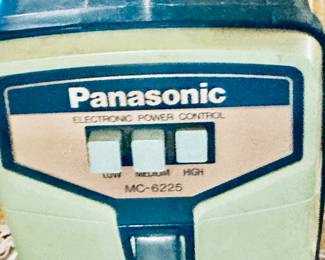 Panasonic
ELECTRONIC POWER CONTROL
LOW MEDIUM HIGH
MC-6225